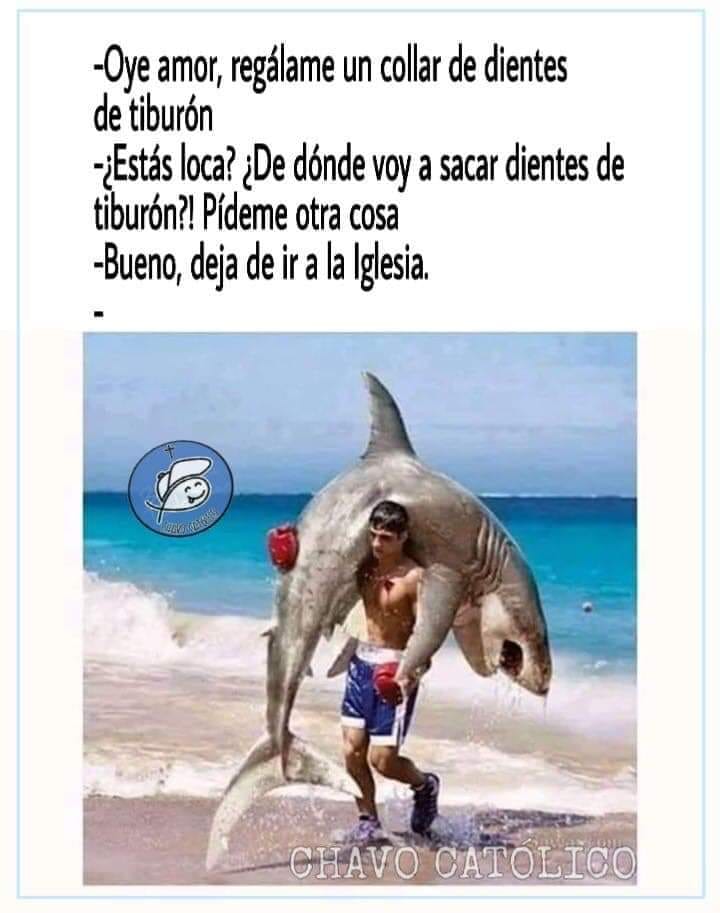 -Oye amor, regálame un collar de dientes
de tiburón
-¿Estás loca? ¿De dónde voy a sacar dientes de
tiburón?! Pídeme otra cosa
-Bueno, deja de ir a la Iglesia.
-
CHAVO CATÓLICO